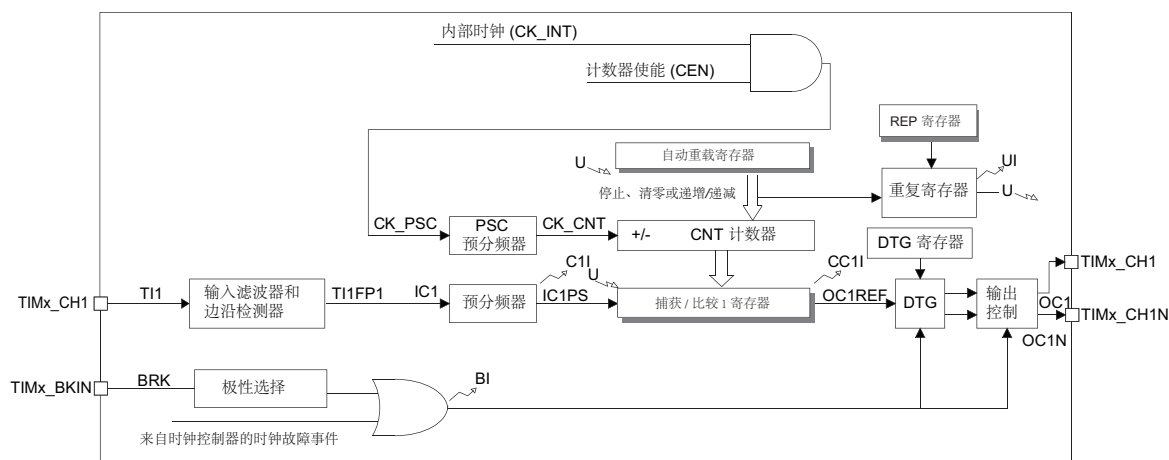 内部时钟 (CK_INT)
计数器使能 (CEN)
REP 寄存器
自动重载寄存器
U
UI
停止、清零或递增/递减
重复寄存器
U
CK_PSC
PSC
预分频器
CK_CNT
+/- CNT 计数器
DTG 寄存器
C1I
U
CC1I
TIMx_CH1
TIMx_CH1
TI1
输入滤波器和
边沿检测器
TI1FP1
IC1
预分频器
IC1PS
捕获 / 比较 1 寄存器
OC1REF
DTG
输出
控制
OC1
TIMx_CH1N
OC1N
TIMx_BKIN
BRK
极性选择
BI
来自时钟控制器的时钟故障事件